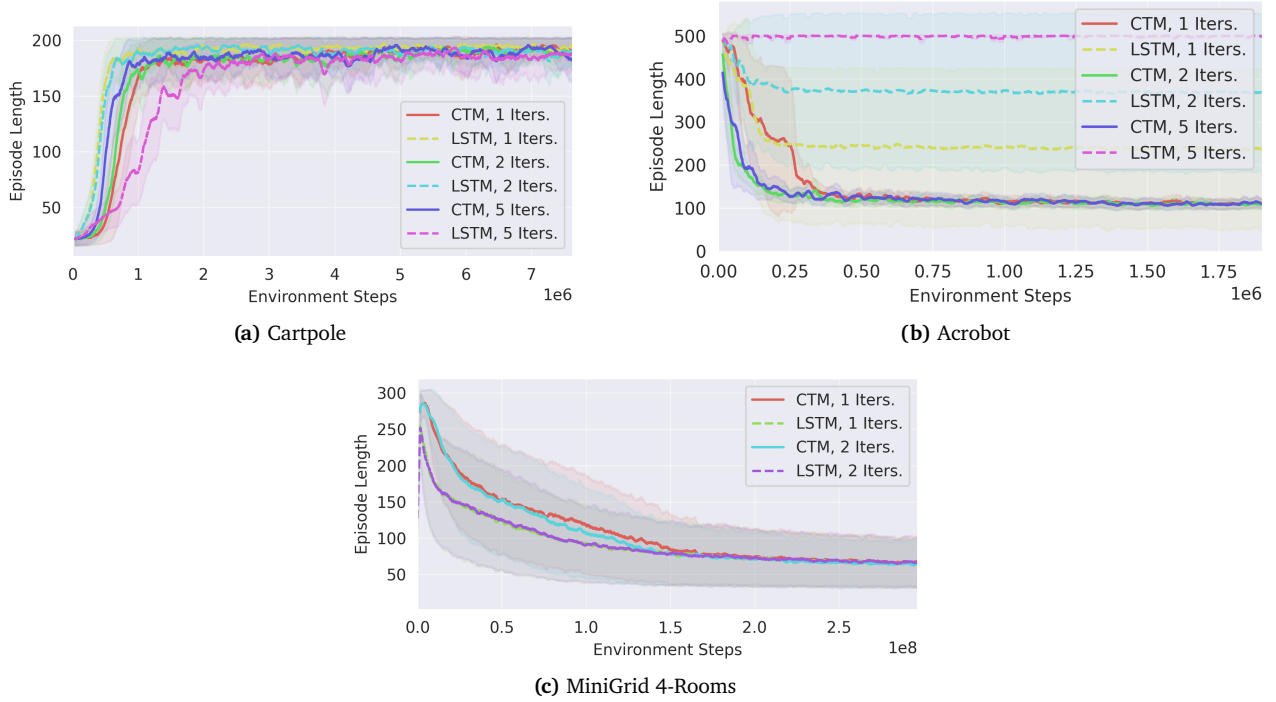 200
150
100
50
Episode Length
CTM, 1 Iters.
LSTM, 1 Iters.
CTM, 2 Iters.
LSTM, 2 Iters.
CTM, 5 Iters.
LSTM, 5 Iters.
0 1 2 3 4 5 6 7
Environment Steps 1e6
(a) Cartpole
500
400
300
200
100
0
Episode Length
CTM, 1 Iters.
LSTM, 1 Iters.
CTM, 2 Iters.
LSTM, 2 Iters.
CTM, 5 Iters.
LSTM, 5 Iters.
0.00 0.25 0.50 0.75 1.00 1.25 1.50 1.75
Environment Steps 1e6
(b) Acrobot
300
250
200
150
100
50
Episode Length
CTM, 1 Iters.
LSTM, 1 Iters.
CTM, 2 Iters.
LSTM, 2 Iters.
0.0 0.5 1.0 1.5 2.0 2.5
Environment Steps 1e8
(c) MiniGrid 4-Rooms